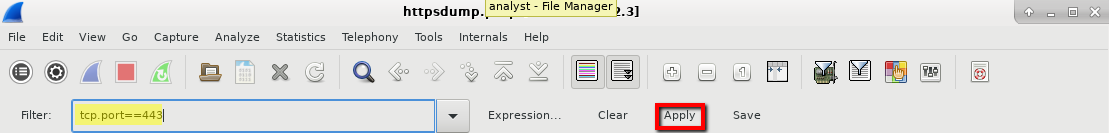 analyst - File Manager
httpsdump. 2.3]
File Edit View Go Capture Analyze Statistics Telephony Tools Internals Help
Filter: tcp.port==443 Expression... Clear Apply Save